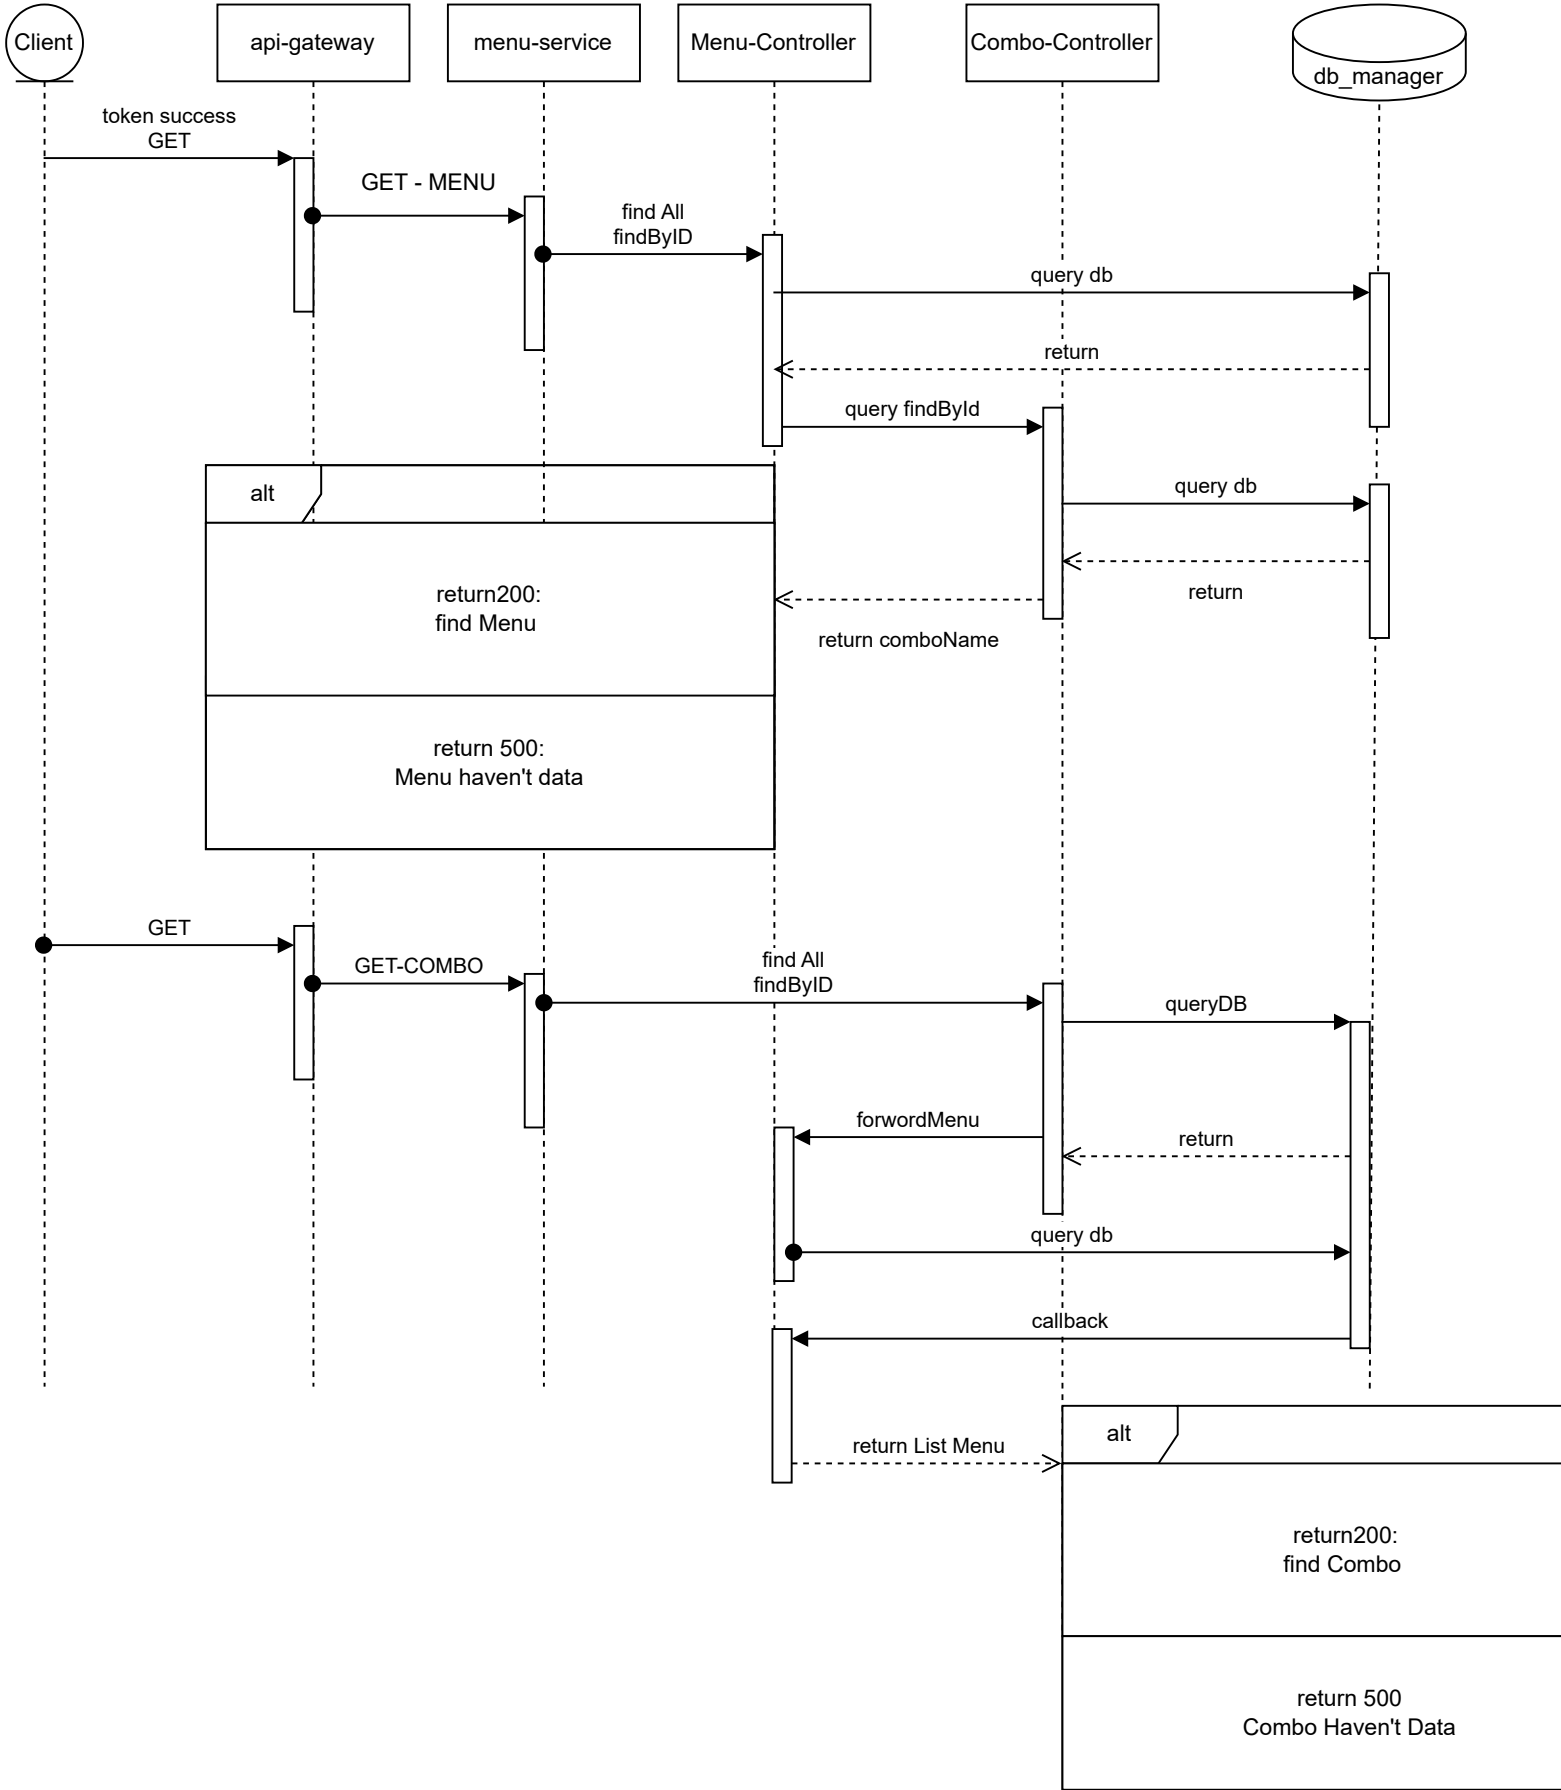 Client
api-gateway
menu-service
Menu-Controller
Combo-Controller
db_manager
token success
GET
GET - MENU
find All
findByID
query db
return
query findById
alt
query db
return200:
find Menu
return
return comboName
return 500:
Menu haven't data
GET
GET-COMBO
find All
findByID
queryDB
forwordMenu
return
query db
callback
alt
return List Menu
return200:
find Combo
return 500
Combo Haven't Data